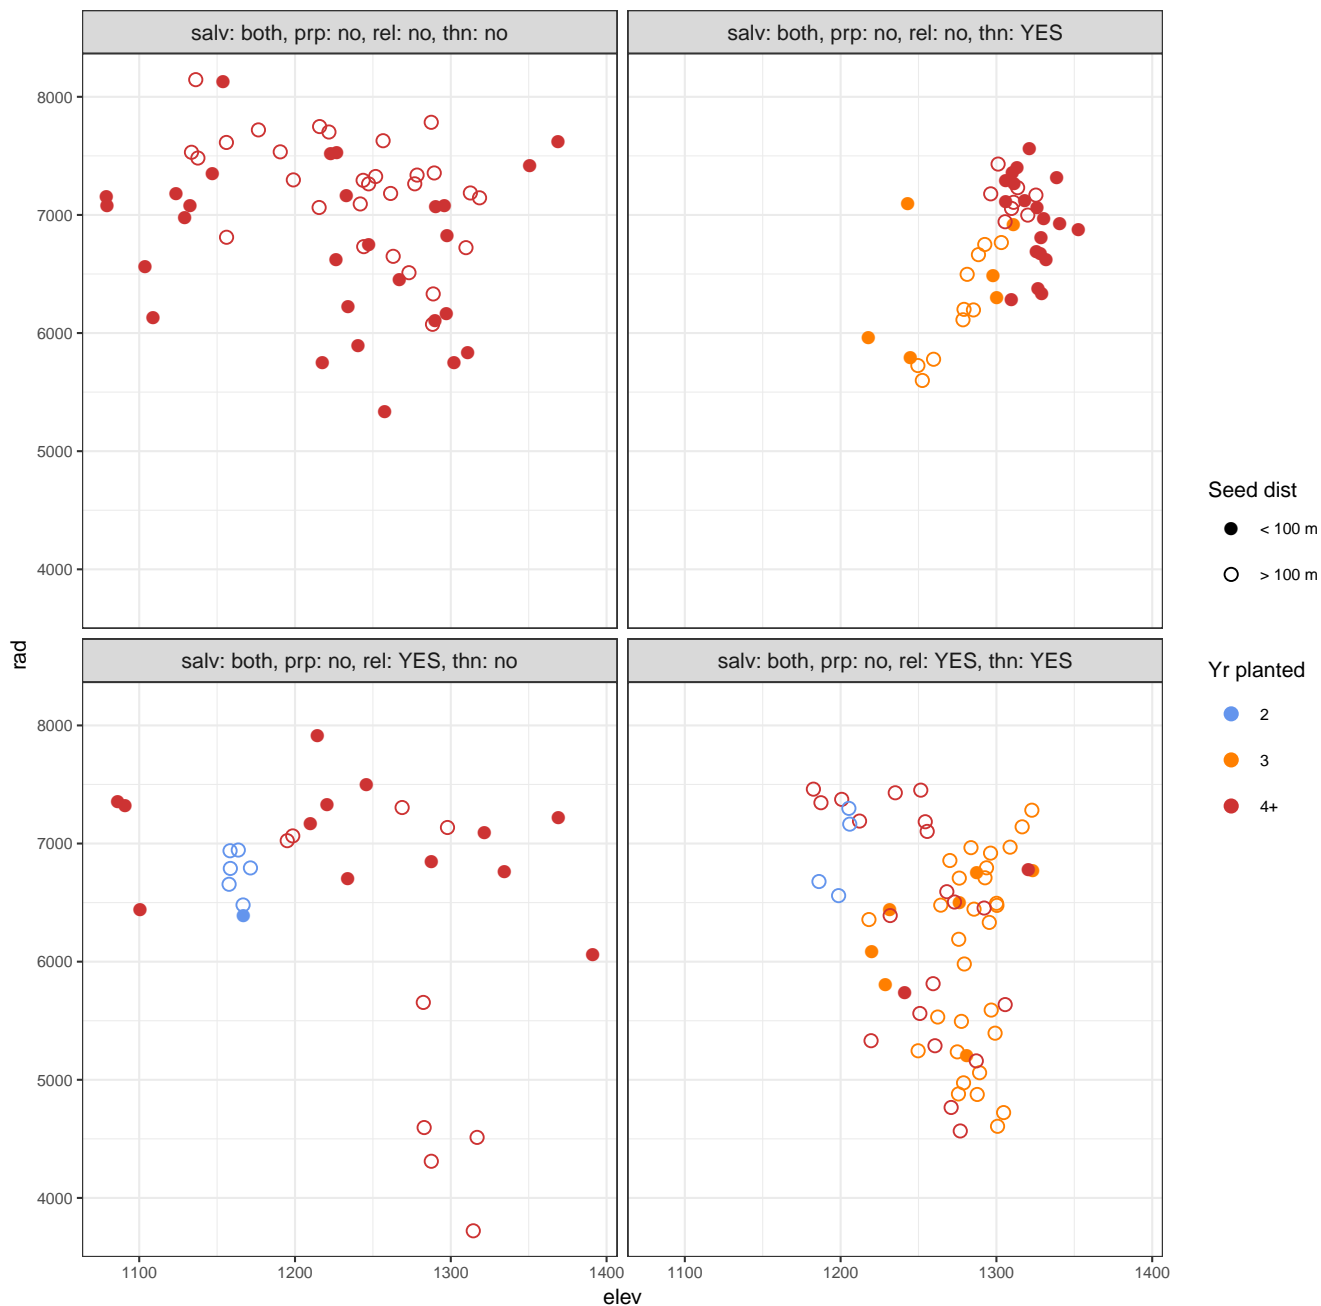 salv: both, prp: no, rel: no, thn: no
salv: both, prp: no, rel: no, thn: YES
8000
7000
6000
5000
4000
rad
salv: both, prp: no, rel: YES, thn: no
salv: both, prp: no, rel: YES, thn: YES
8000
7000
6000
5000
4000
1100
1200
1300
1400
1100
1200
1300
1400
elev
Seed dist
< 100 m
> 100 m
Yr planted
2
3
4+